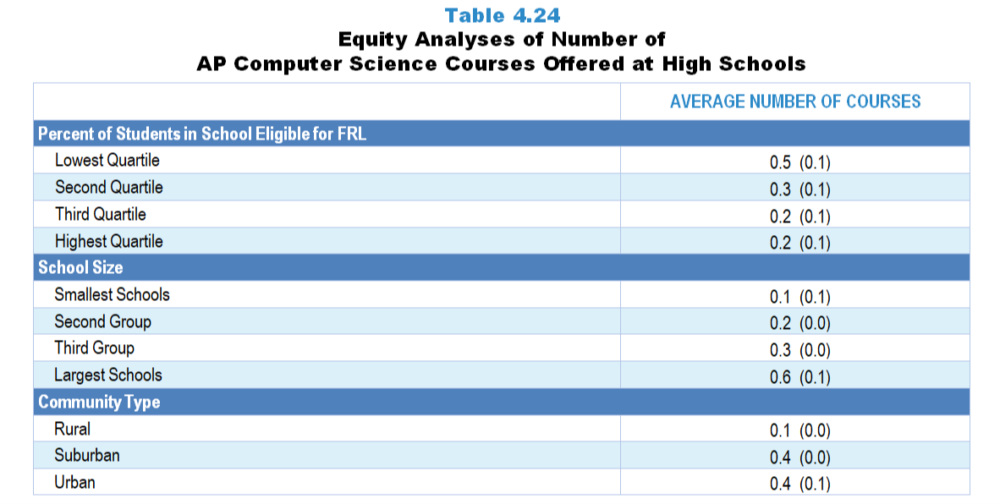 Table 4.24
Equity Analyses of Number of
AP Computer Science Courses Offered at High Schools
AVERAGE NUMBER OF COURSES
Percent of Students in School Eligible for FRL
Lowest Quartile 0.5 (0.1)
Second Quartile 0.3 (0.1)
Third Quartile 0.2 (0.1)
Highest Quartile 0.2 (0.1)
School Size
Smallest Schools 0.1 (0.1)
Second Group 0.2 (0.0)
Third Group 0.3 (0.0)
Largest Schools 0.6 (0.1)
Community Type
Rural 0.1 (0.0)
Suburban 0.4 (0.0)
Urban 0.4 (0.1)